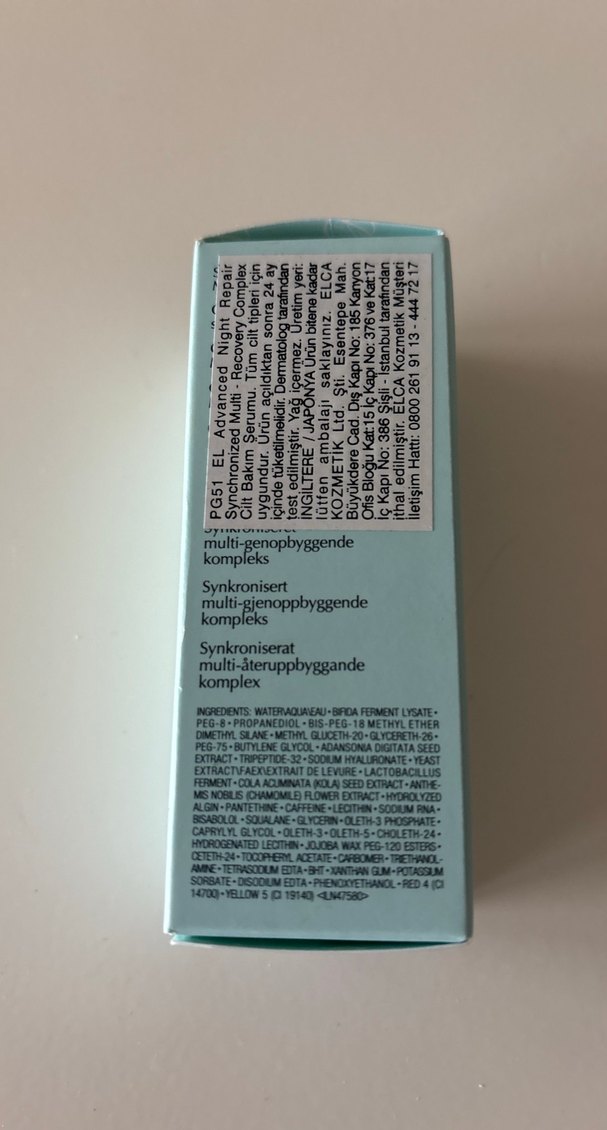 PG51 EL Advanced Night Repair
Synchronized Multi - Recovery Complex
Cilt Bakım Serumu. Tüm cilt tipleri için
uygundur. Ürün açıldıktan sonra 24 ay
içinde tüketilmelidir. Dermatolog tarafından
test edilmiştir. Yağ içermez. Üretim yeri:
İNGİLTERE / JAPONYA Ürün bitene kadar
lütfen ambalajı saklayınız. ELCA
KOZMETİK Ltd. Şti. Esentepe Mah.
Büyükdere Cad. Dış Kapı No: 185 Kanyon
Ofis Bloğu Kat:15 İç Kapı No: 376 ve Kat:17
İç Kapı No: 386 Şişli - İstanbul tarafından
ithal edilmiştir. ELCA Kozmetik Müşteri
İletişim Hattı: 0800 261 91 13 - 444 72 17
Synkroniseret
multi-genopbyggende
kompleks
Synkronisert
multi-gjenoppbyggende
kompleks
Synkroniserat
multi-återuppbyggande
komplex
INGREDIENTS: WATER\AQUA\EAU • BIFIDA FERMENT LYSATE •
PEG-8 • PROPANEDIOL • BIS-PEG-18 METHYL ETHER
DIMETHYL SILANE • METHYL GLUCETH-20 • GLYCERETH-26 •
PEG-75 • BUTYLENE GLYCOL • ADANSONIA DIGITATA SEED
EXTRACT • TRIPEPTIDE-32 • SODIUM HYALURONATE • YEAST
EXTRACT\FAEX\EXTRAIT DE LEVURE • LACTOBACILLUS
FERMENT • COLA ACUMINATA (KOLA) SEED EXTRACT • ANTHE-
MIS NOBILIS (CHAMOMILE) FLOWER EXTRACT • HYDROLYZED
ALGIN • PANTETHINE • CAFFEINE • LECITHIN • SODIUM RNA •
BISABOLOL • SQUALANE • GLYCERIN • OLETH-3 PHOSPHATE •
CAPRYLYL GLYCOL • OLETH-3 • OLETH-5 • CHOLETH-24 •
HYDROGENATED LECITHIN • JOJOBA WAX PEG-120 ESTERS •
CETETH-24 • TOCOPHERYL ACETATE • CARBOMER • TRIETHANOL-
AMINE • TETRASODIUM EDTA • BHT • XANTHAN GUM • POTASSIUM
SORBATE • DISODIUM EDTA • PHENOXYETHANOL • RED 4 (CI
14700) • YELLOW 5 (CI 19140) <ILN47580>